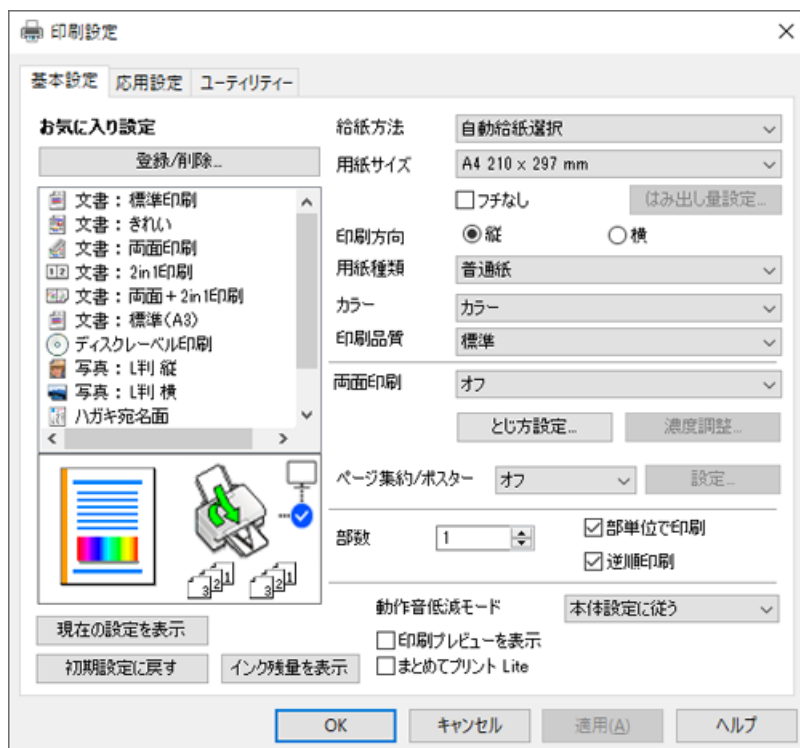 印刷設定
基本設定 応用設定 ユーティリティー
お気に入り設定
登録/削除...
文書：標準印刷
文書：きれい
文書：両面印刷
文書：2in1印刷
文書：両面+2in1印刷
文書：標準(A3)
ディスクレーベル印刷
写真：L判 縦
写真：L判 横
ハガキ宛名面
3 2 1 3 2 1
現在の設定を表示
初期設定に戻す インク残量を表示
給紙方法 自動給紙選択
用紙サイズ A4 210 x 297 mm
フチなし はみ出し量設定...
印刷方向 縦 横
用紙種類 普通紙
カラー カラー
印刷品質 標準
両面印刷 オフ
とじ方設定... 濃度調整...
ページ集約/ポスター オフ 設定...
部数 1 部単位で印刷
逆順印刷
動作音低減モード 本体設定に従う
印刷プレビューを表示
まとめてプリント Lite
OK キャンセル 適用(A) ヘルプ